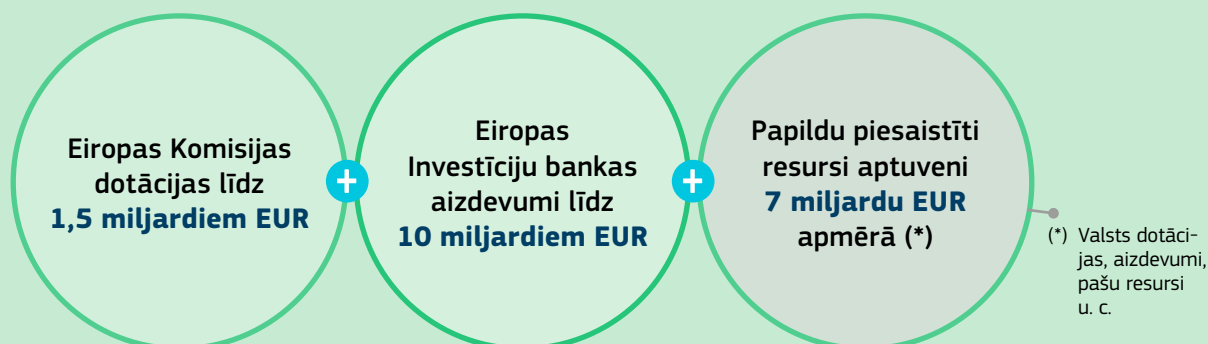 Eiropas Komisijas
dotācijas līdz
1,5 miljardiem EUR
+
Eiropas
Investīciju bankas
aizdevumi līdz
10 miljardiem EUR
+
Papildu piesaistīti
resursi aptuveni
7 miljardu EUR
apmērā (*)
(*) Valsts dotāci-
jas, aizdevumi,
pašu resursi
u. c.